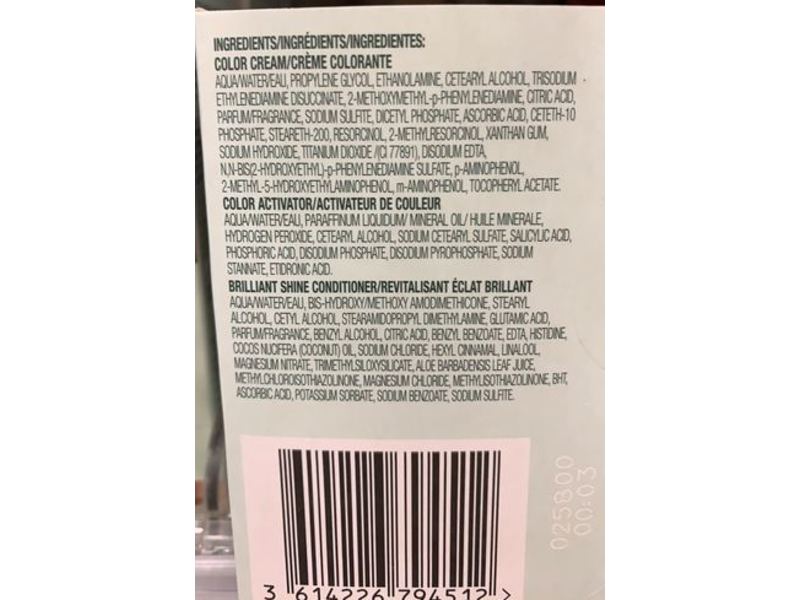 INGREDIENTS/INGRÉDIENTS/INGREDIENTES:
COLOR CREAM/CRÈME COLORANTE
AQUA/WATER/EAU, PROPYLENE GLYCOL, ETHANOLAMINE, CETEARYL ALCOHOL, TRISODIUM
ETHYLENEDIAMINE DISUCCINATE, 2-METHOXYMETHYL-p-PHENYLENEDIAMINE, CITRIC ACID,
PARFUM/FRAGRANCE, SODIUM SULFITE, DICETYL PHOSPHATE, ASCORBIC ACID, CETETH-10
PHOSPHATE, STEARETH-200, RESORCINOL, 2-METHYLRESORCINOL, XANTHAN GUM,
SODIUM HYDROXIDE, TITANIUM DIOXIDE /(CI 77891), DISODIUM EDTA,
N,N-BIS(2-HYDROXYETHYL)-p-PHENYLENEDIAMINE SULFATE, p-AMINOPHENOL,
2-METHYL-5-HYDROXYETHYLAMINOPHENOL, m-AMINOPHENOL, TOCOPHERYL ACETATE.
COLOR ACTIVATOR/ACTIVATEUR DE COULEUR
AQUA/WATER/EAU, PARAFFINUM LIQUIDUM/ MINERAL OIL/ HUILE MINERALE,
HYDROGEN PEROXIDE, CETEARYL ALCOHOL, SODIUM CETEARYL SULFATE, SALICYLIC ACID,
PHOSPHORIC ACID, DISODIUM PHOSPHATE, DISODIUM PYROPHOSPHATE, SODIUM
STANNATE, ETIDRONIC ACID.
BRILLIANT SHINE CONDITIONER/REVITALISANT ÉCLAT BRILLANT
AQUA/WATER/EAU, BIS-HYDROXY/METHOXY AMODIMETHICONE, STEARYL
ALCOHOL, CETYL ALCOHOL, STEARAMIDOPROPYL DIMETHYLAMINE, GLUTAMIC ACID,
PARFUM/FRAGRANCE, BENZYL ALCOHOL, CITRIC ACID, BENZYL BENZOATE, EDTA, HISTIDINE,
COCOS NUCIFERA (COCONUT) OIL, SODIUM CHLORIDE, HEXYL CINNAMAL, LINALOOL,
MAGNESIUM NITRATE, TRIMETHYLSILOXYSILICATE, ALOE BARBADENSIS LEAF JUICE,
METHYLCHLOROISOTHIAZOLINONE, MAGNESIUM CHLORIDE, METHYLISOTHIAZOLINONE, BHT,
ASCORBIC ACID, POTASSIUM SORBATE, SODIUM BENZOATE, SODIUM SULFITE.
025800
00:03
3 614226 794512 >